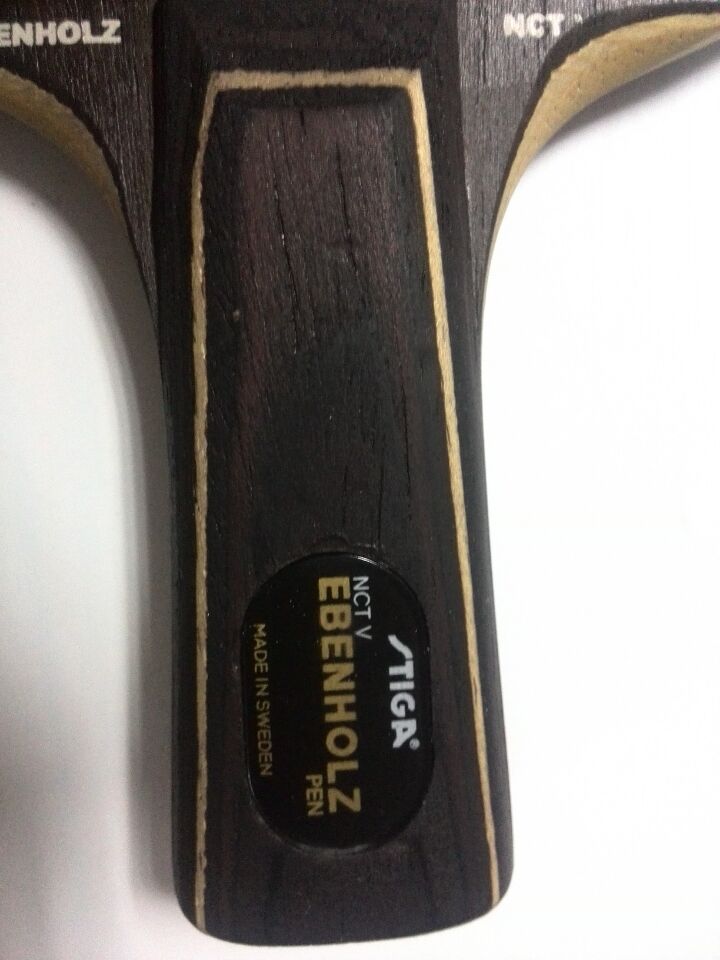 ENHOLZ
NCT
STIGA®
NCT V
EBENHOLZ
PEN
MADE IN SWEDEN